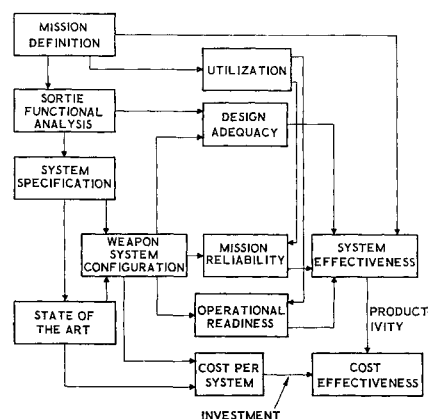 MISSION
DEFINITION
UTILIZATION
SORTIE
FUNCTIONAL
ANALYSIS
DESIGN
ADEQUACY
SYSTEM
SPECIFICATION
WEAPON
SYSTEM
CONFIGURATION
MISSION
RELIABILITY
SYSTEM
EFFECTIVENESS
OPERATIONAL
READINESS
STATE OF
THE ART
PRODUCT-
IVITY
COST PER
SYSTEM
COST
EFFECTIVENESS
INVESTMENT